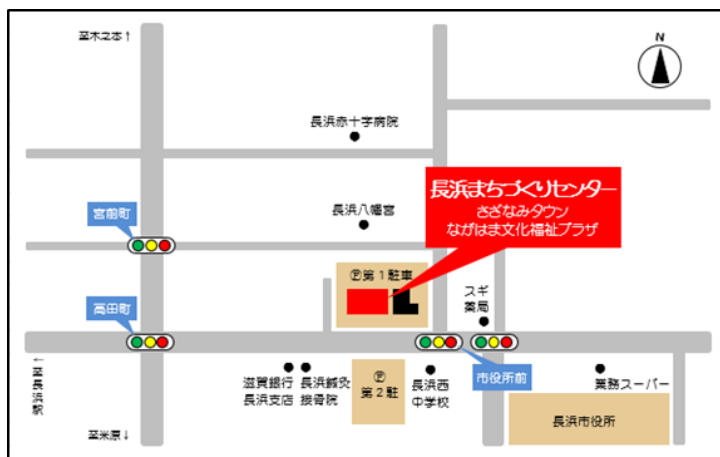 至木之本↑
N
長浜赤十字病院
長浜まちづくりセンター
さざなみタウン
ながはま文化福祉プラザ
宮前町
長浜八幡宮
Ⓟ第1駐車
スギ
薬局
高田町
←至長浜駅
滋賀銀行
長浜支店
長浜鍼灸
接骨院
Ⓟ
第2駐
長浜西
中学校
市役所前
業務スーパー
長浜市役所
至米原↓